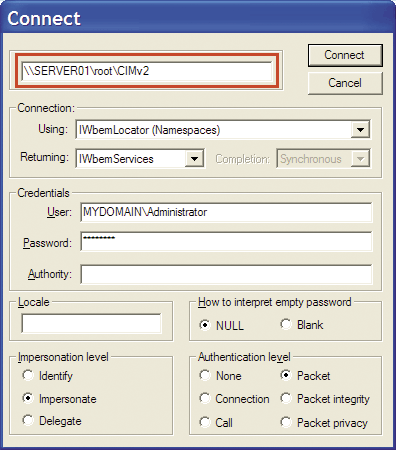 Connect
\\SERVER01\root\CIMv2
Connect
Cancel
Connection:
Using: IWbemLocator (Namespaces)
Returning: IWbemServices Completion: Synchronous
Credentials
User: MYDOMAIN\Administrator
Password: ********
Authority:
Locale
How to interpret empty password
NULL Blank
Impersonation level
Identify
Impersonate
Delegate
Authentication level
None Packet
Connection Packet integrity
Call Packet privacy